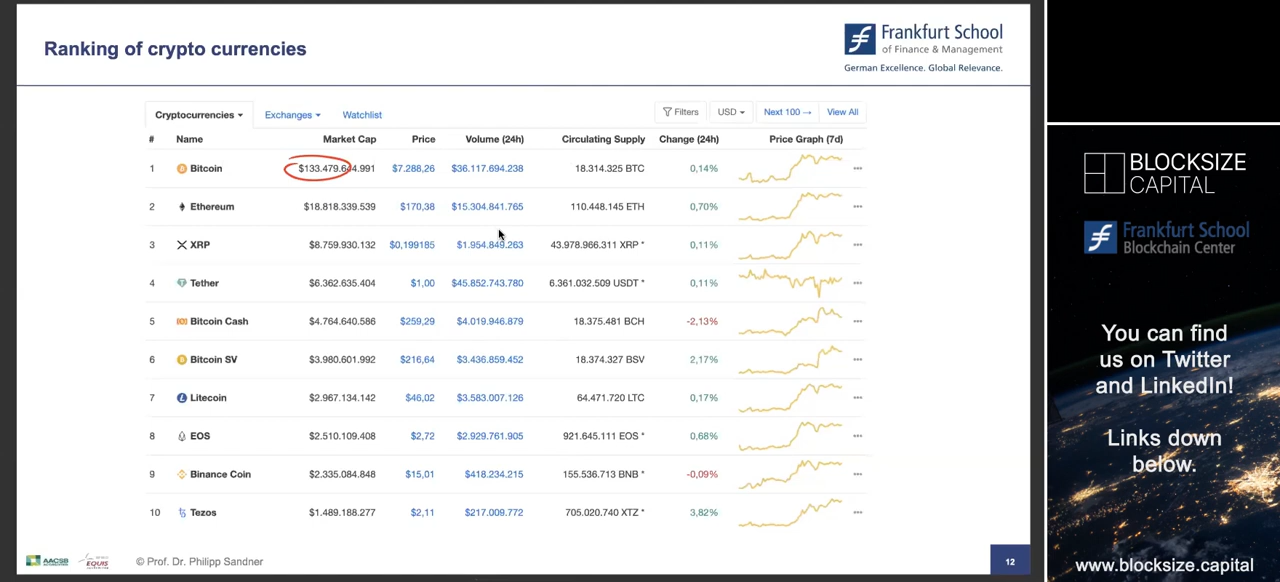 Ranking of crypto currencies
Frankfurt School
of Finance & Management
German Excellence. Global Relevance.
Cryptocurrencies Exchanges Watchlist Filters USD Next 100 → View All
# Name Market Cap Price Volume (24h) Circulating Supply Change (24h) Price Graph (7d)
1 Bitcoin $133.479.644.991 $7.288,26 $36.117.694.238 18.314.325 BTC 0,14%
2 Ethereum $18.818.339.539 $170,38 $15.304.841.765 110.448.145 ETH 0,70%
3 XRP $8.759.930.132 $0,199185 $1.954.849.263 43.978.966.311 XRP * 0,11%
4 Tether $6.362.635.404 $1,00 $45.852.743.780 6.361.032.509 USDT * 0,11%
5 Bitcoin Cash $4.764.640.586 $259,29 $4.019.946.879 18.375.481 BCH -2,13%
6 Bitcoin SV $3.980.601.992 $216,64 $3.436.859.452 18.374.327 BSV 2,17%
7 Litecoin $2.967.134.142 $46,02 $3.583.007.126 64.471.720 LTC 0,17%
8 EOS $2.510.109.408 $2,72 $2.929.761.905 921.645.111 EOS * 0,68%
9 Binance Coin $2.335.084.848 $15,01 $418.234.215 155.536.713 BNB * -0,09%
10 Tezos $1.489.188.277 $2,11 $217.009.772 705.020.740 XTZ * 3,82%
AACSB
EQUIS
© Prof. Dr. Philipp Sandner
12
BLOCKSIZE
CAPITAL
Frankfurt School
Blockchain Center
You can find
us on Twitter
and LinkedIn!
Links down
below.
www.blocksize.capital